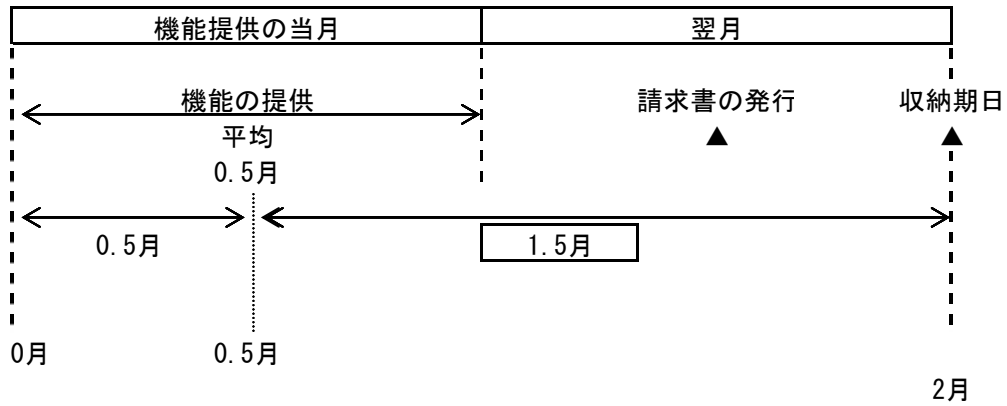 機能提供の当月 翌月
機能の提供 請求書の発行 収納期日
平均 ▲ ▲
0.5月
0.5月 1.5月
0月 0.5月
2月